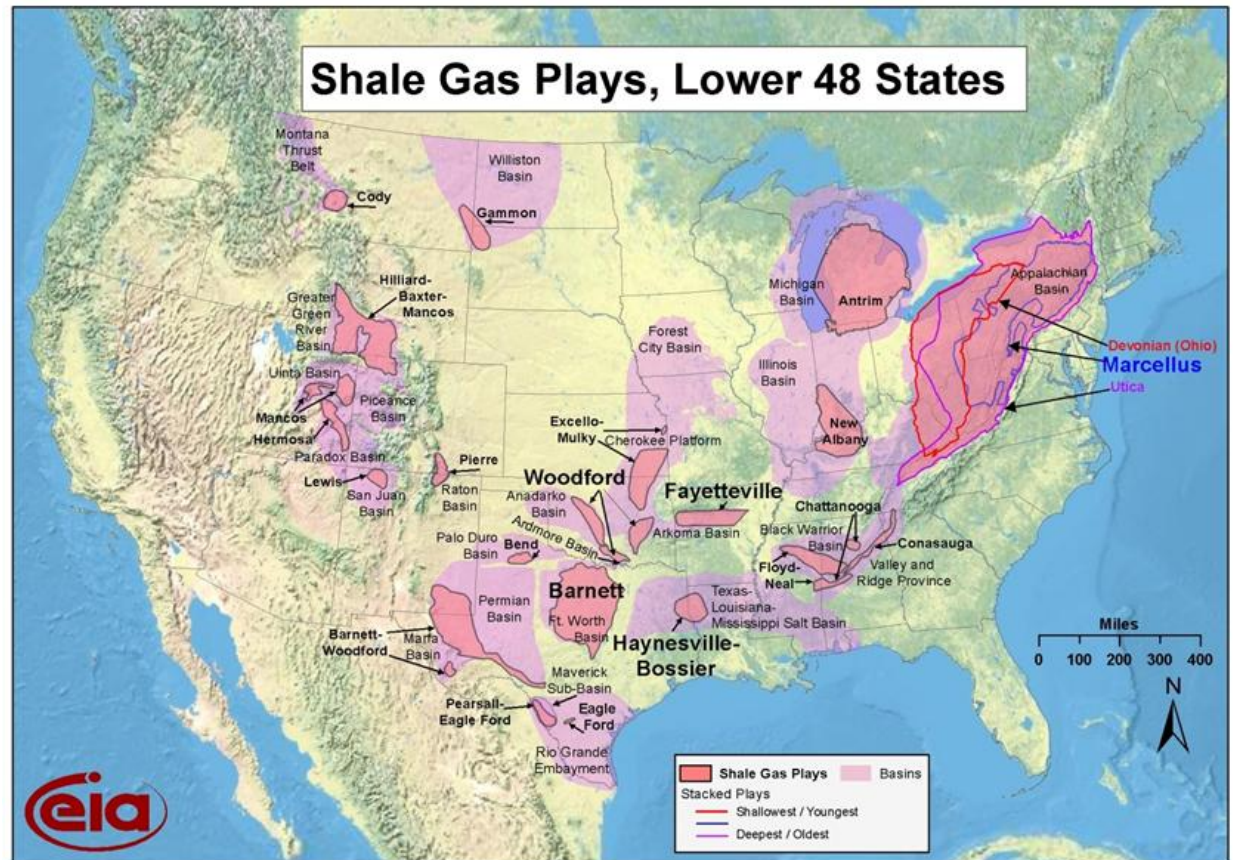 Shale Gas Plays, Lower 48 States
Montana
Thrust
Belt
Cody
Williston
Basin
Gammon
Hilliard-
Baxter-
Mancos
Greater
Green
River
Basin
Uinta Basin
Piceance
Basin
Mancos
Hermosa
Paradox Basin
Lewis
San Juan
Basin
Pierre
Raton
Basin
Michigan
Basin
Antrim
Appalachian
Basin
Devonian (Ohio)
Marcellus
Utica
Forest
City Basin
Illinois
Basin
New
Albany
Excello-
Mulky
Cherokee Platform
Woodford
Anadarko
Basin
Fayetteville
Arkoma Basin
Ardmore Basin
Palo Duro
Basin
Bend
Chattanooga
Black Warrior
Basin
Conasauga
Floyd-
Neal
Valley and
Ridge Province
Barnett
Ft. Worth
Basin
Permian
Basin
Texas-
Louisiana-
Mississippi Salt Basin
Haynesville-
Bossier
Barnett-
Woodford
Marfa
Basin
Maverick
Sub-Basin
Pearsall-
Eagle Ford
Eagle
Ford
Rio Grande
Embayment
Miles
0 100 200 300 400
N
Shale Gas Plays
Basins
Stacked Plays
Shallowest / Youngest
Deepest / Oldest
eia